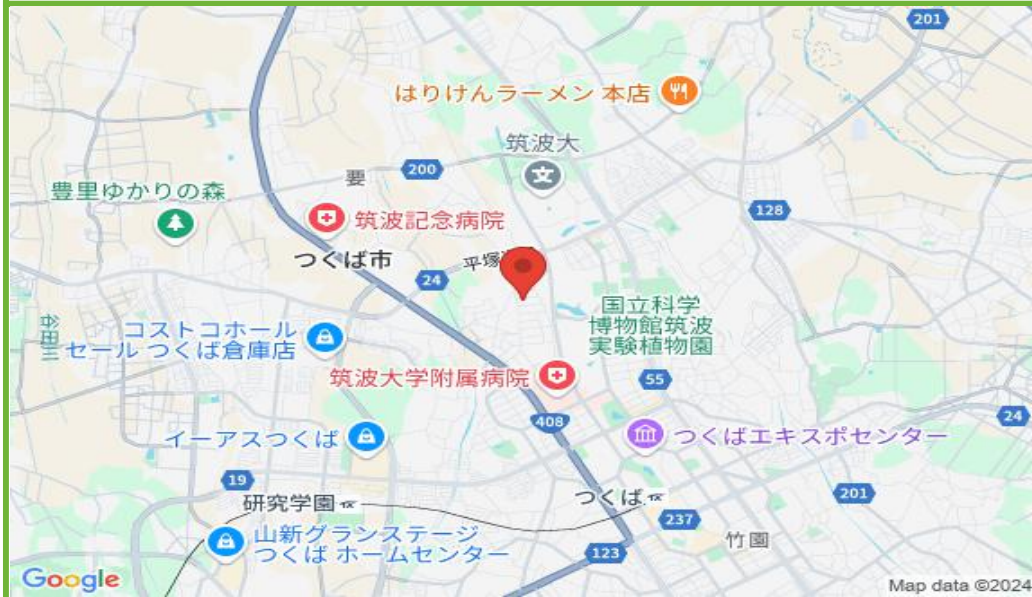 201
はりけんラーメン 本店
筑波大
200
要
豊里ゆかりの森
128
筑波記念病院
つくば市
平塚
24
谷田川
国立科学
博物館筑波
実験植物園
コストコホール
セール つくば倉庫店
筑波大学附属病院
55
408
24
イーアスつくば
つくばエキスポセンター
19
201
研究学園
つくば
237
山新グランステージ
つくば ホームセンター
竹園
123
Google
Map data ©2024